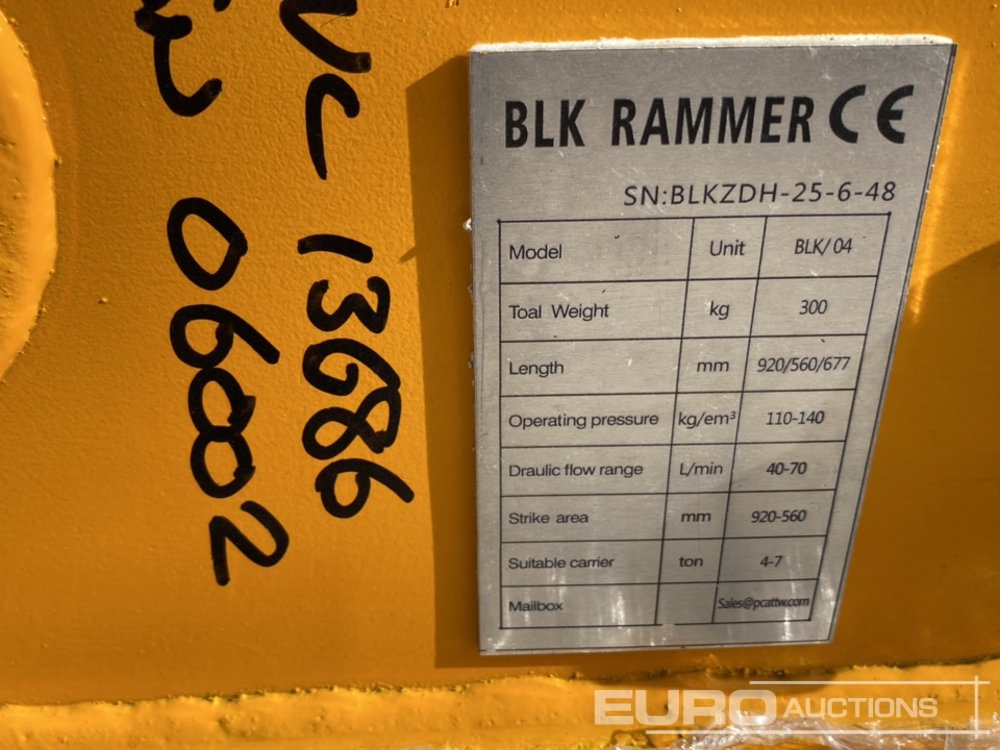 VC 13686
0602
BLK RAMMER CE
SN:BLKZDH-25-6-48
Model Unit BLK/04
Toal Weight kg 300
Length mm 920/560/677
Operating pressure kg/em³ 110-140
Draulic flow range L/min 40-70
Strike area mm 920-560
Suitable carrier ton 4-7
Mailbox Sales@pcattw.com
EURO AUCTIONS